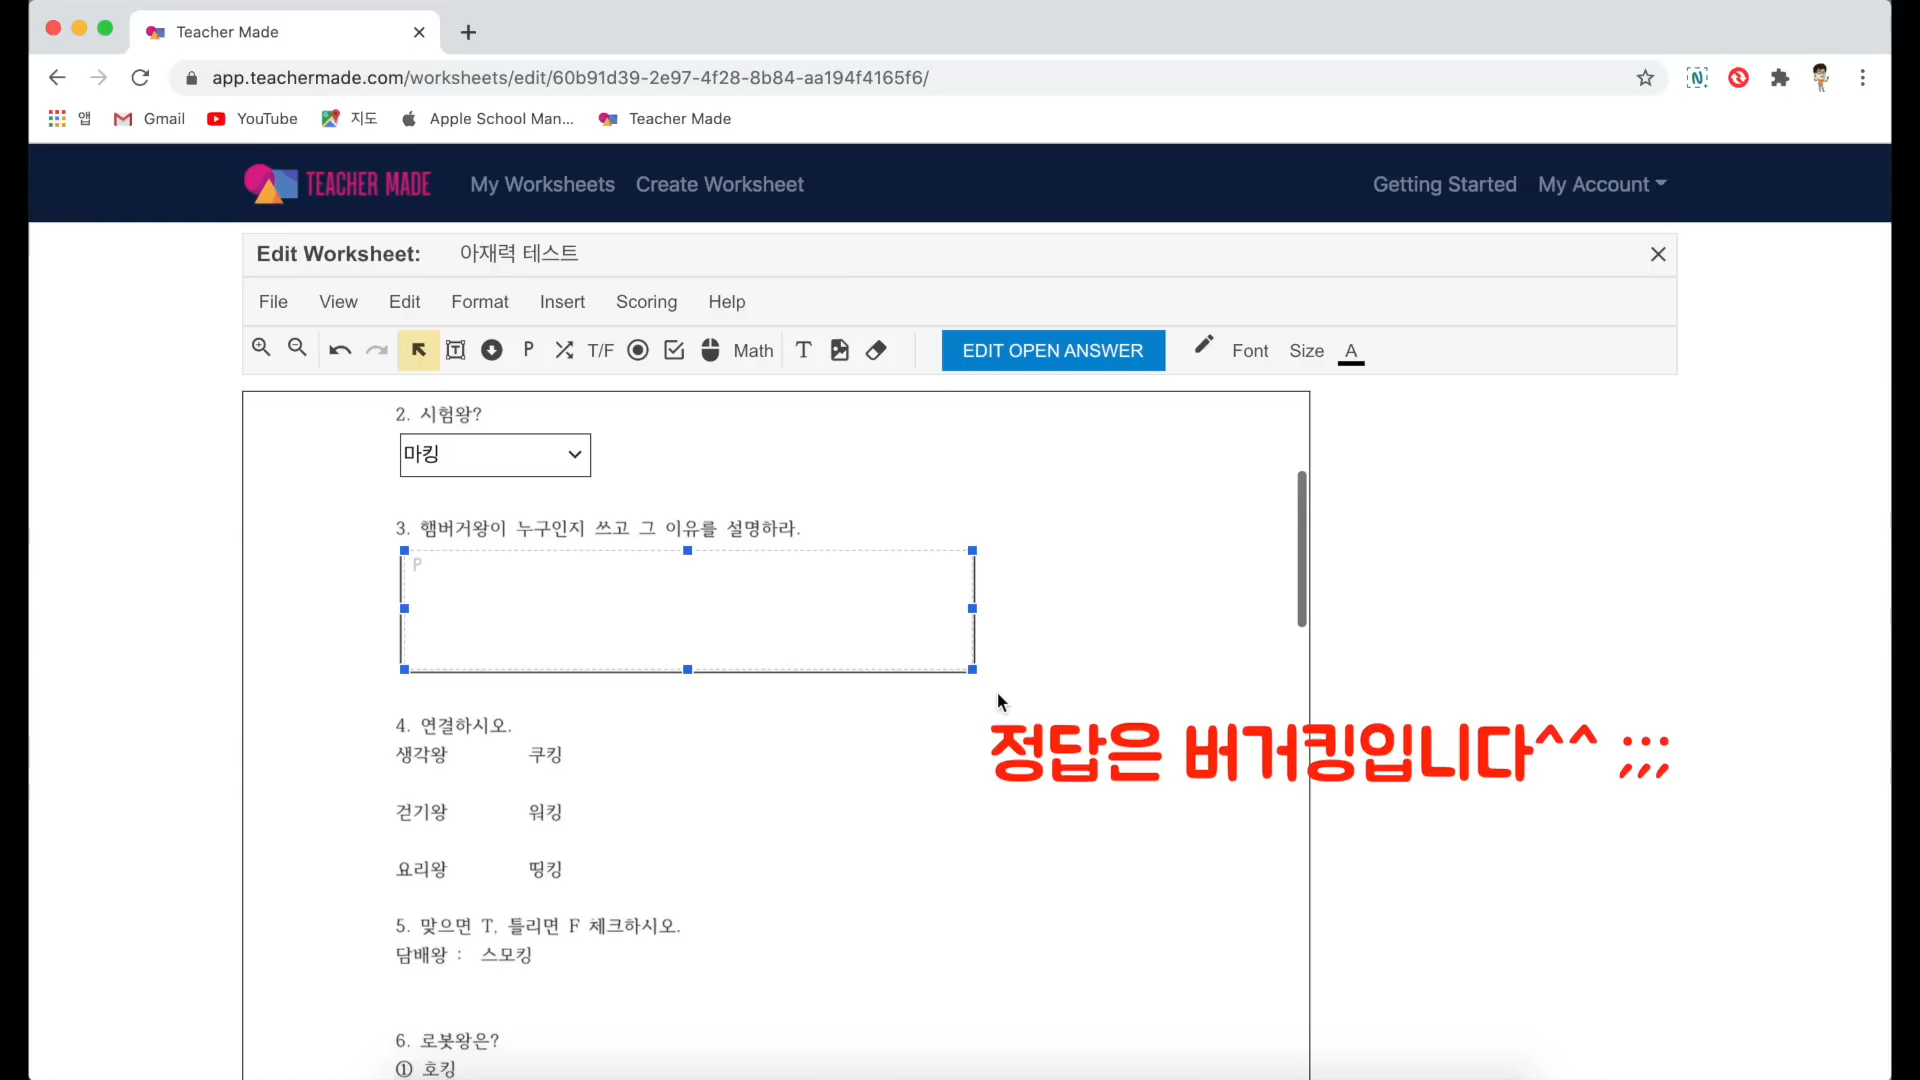 Teacher Made
app.teachermade.com/worksheets/edit/60b91d39-2e97-4f28-8b84-aa194f4165f6/
앱 Gmail YouTube 지도 Apple School Man... Teacher Made
TEACHER MADE My Worksheets Create Worksheet Getting Started My Account
Edit Worksheet: 아재력 테스트
File View Edit Format Insert Scoring Help
T P T/F Math T EDIT OPEN ANSWER Font Size A
2. 시험왕?
마킹
3. 햄버거왕이 누구인지 쓰고 그 이유를 설명하라.
P
4. 연결하시오.
정답은 버거킹입니다^^ ;;;
생각왕 쿠킹
걷기왕 워킹
요리왕 띵킹
5. 맞으면 T, 틀리면 F 체크하시오.
담배왕 : 스모킹
6. 로봇왕은?
① 호킹